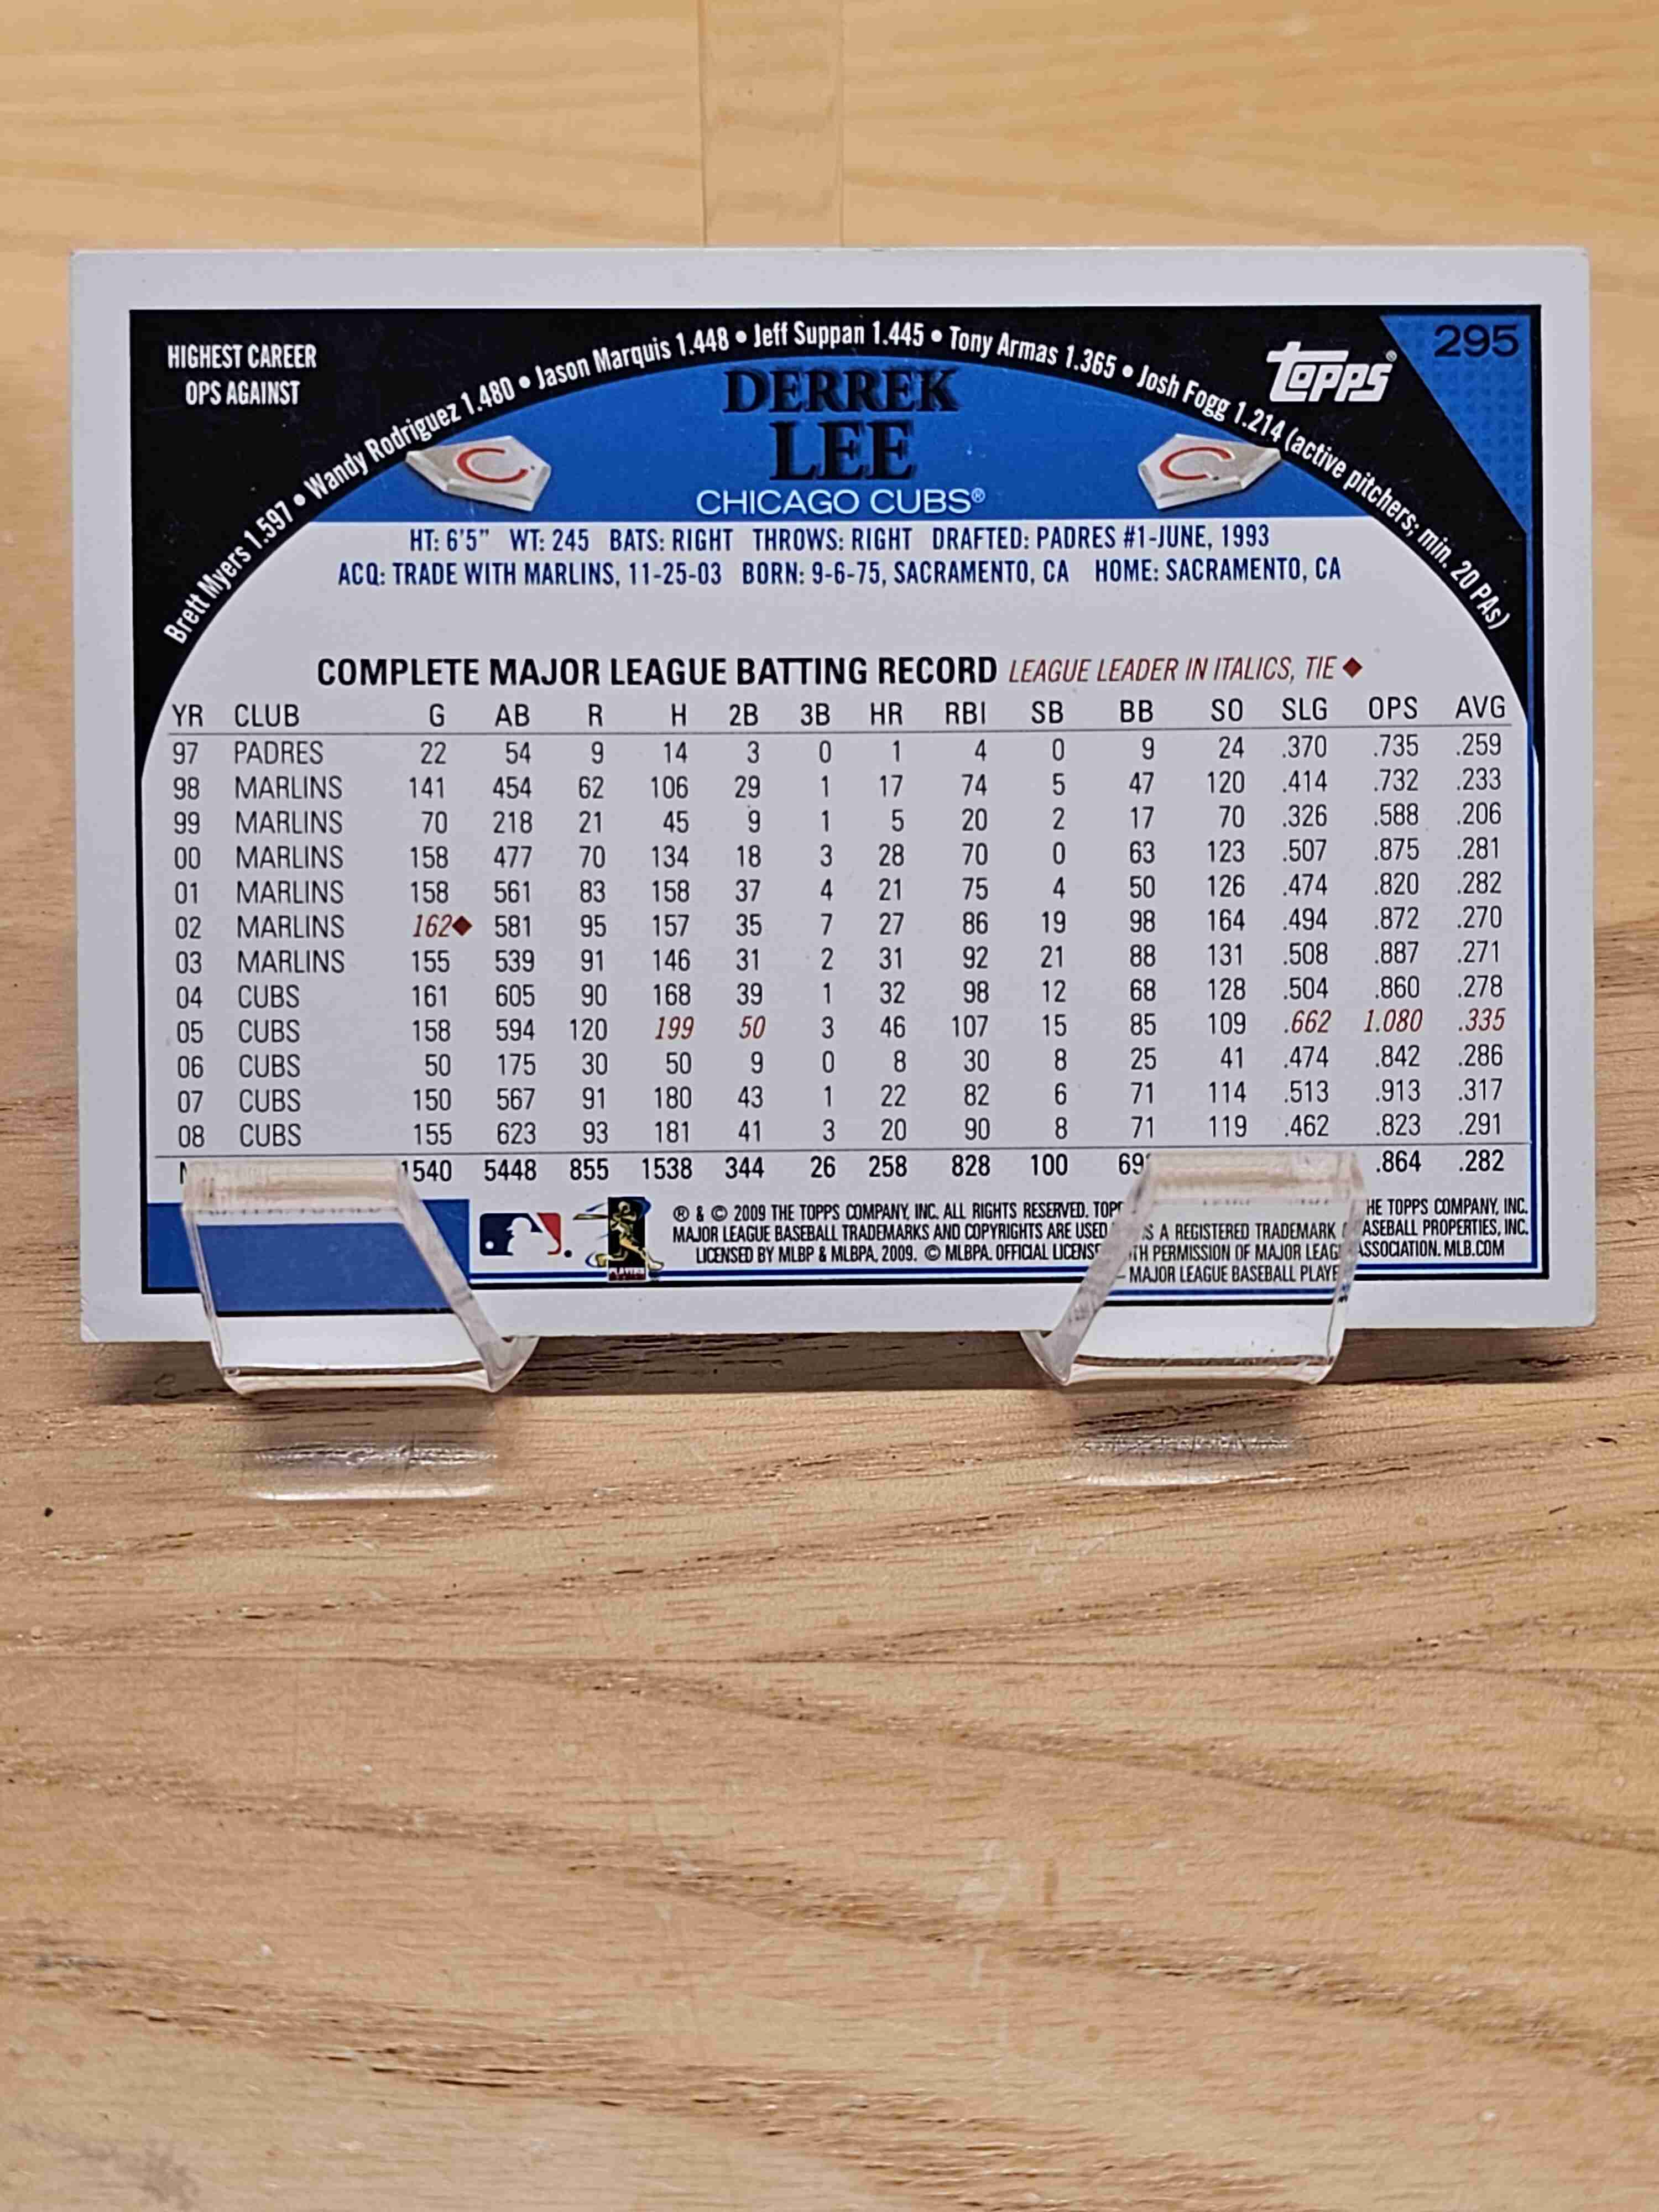 HIGHEST CAREER
OPS AGAINST
Brett Myers 1.597 • Wandy Rodriguez 1.480 • Jason Marquis 1.448 • Jeff Suppan 1.445 • Tony Armas 1.365 • Josh Fogg 1.214 (active pitchers; min. 20 PAs)
topps®
295
DERREK
LEE
CHICAGO CUBS®
C
C
HT: 6'5" WT: 245 BATS: RIGHT THROWS: RIGHT DRAFTED: PADRES #1-JUNE, 1993
ACQ: TRADE WITH MARLINS, 11-25-03 BORN: 9-6-75, SACRAMENTO, CA HOME: SACRAMENTO, CA
COMPLETE MAJOR LEAGUE BATTING RECORD LEAGUE LEADER IN ITALICS, TIE ◆
YR CLUB G AB R H 2B 3B HR RBI SB BB SO SLG OPS AVG
97 PADRES 22 54 9 14 3 0 1 4 0 9 24 .370 .735 .259
98 MARLINS 141 454 62 106 29 1 17 74 5 47 120 .414 .732 .233
99 MARLINS 70 218 21 45 9 1 5 20 2 17 70 .326 .588 .206
00 MARLINS 158 477 70 134 18 3 28 70 0 63 123 .507 .875 .281
01 MARLINS 158 561 83 158 37 4 21 75 4 50 126 .474 .820 .282
02 MARLINS 162◆ 581 95 157 35 7 27 86 19 98 164 .494 .872 .270
03 MARLINS 155 539 91 146 31 2 31 92 21 88 131 .508 .887 .271
04 CUBS 161 605 90 168 39 1 32 98 12 68 128 .504 .860 .278
05 CUBS 158 594 120 199 50 3 46 107 15 85 109 .662 1.080 .335
06 CUBS 50 175 30 50 9 0 8 30 8 25 41 .474 .842 .286
07 CUBS 150 567 91 180 43 1 22 82 6 71 114 .513 .913 .317
08 CUBS 155 623 93 181 41 3 20 90 8 71 119 .462 .823 .291
1540 5448 855 1538 344 26 258 828 100 .864 .282
® & © 2009 THE TOPPS COMPANY, INC. ALL RIGHTS RESERVED. IS A REGISTERED TRADEMARK THE TOPPS COMPANY, INC.
MAJOR LEAGUE BASEBALL TRADEMARKS AND COPYRIGHTS ARE USED WITH PERMISSION OF MAJOR LEAGUE BASEBALL PROPERTIES, INC.
LICENSED BY MLBP & MLBPA, 2009. © MLBPA. OFFICIAL LICENSE – MAJOR LEAGUE BASEBALL PLAYE ASSOCIATION. MLB.COM